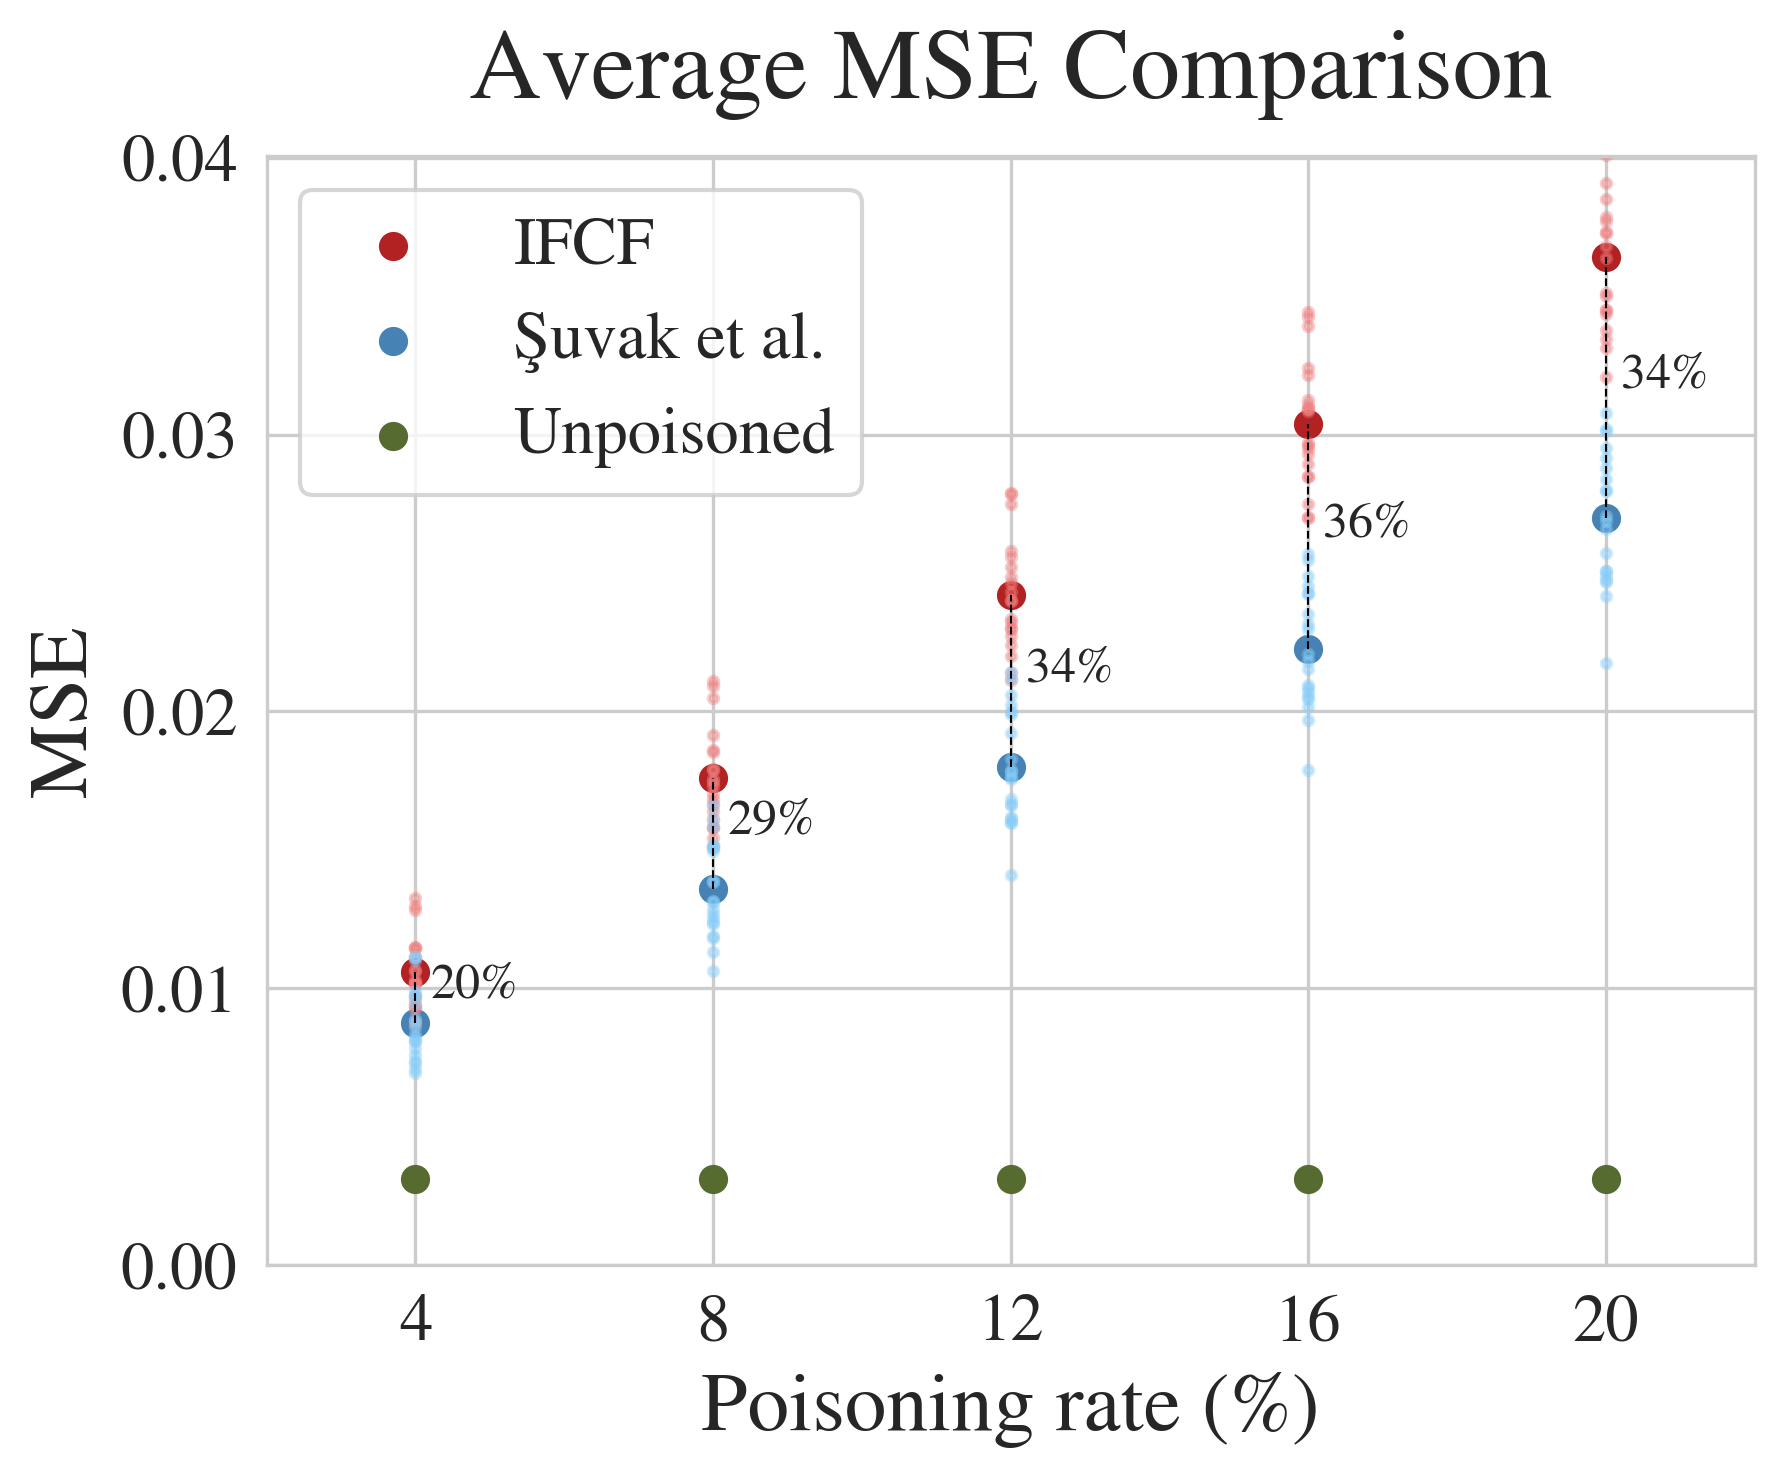 Average MSE Comparison
0.04
0.03
0.02
0.01
0.00
MSE
IFCF
Şuvak et al.
Unpoisoned
20%
29%
34%
36%
34%
4 8 12 16 20
Poisoning rate (%)